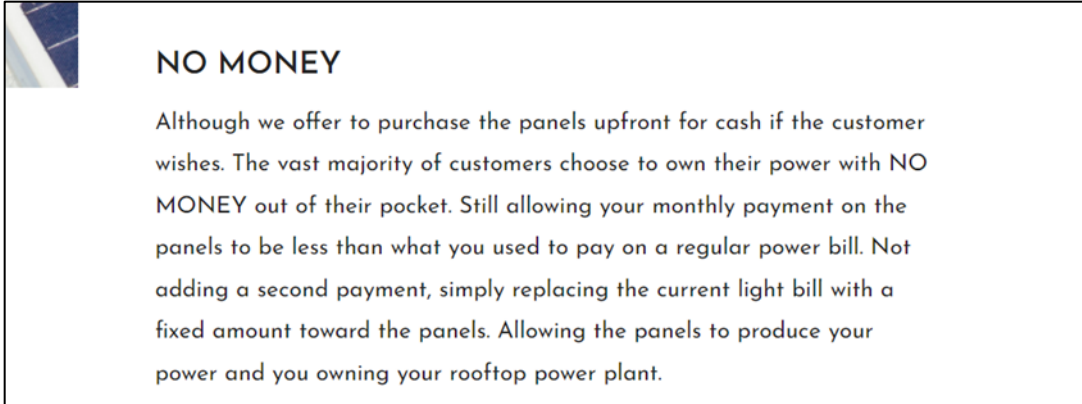 NO MONEY
Although we offer to purchase the panels upfront for cash if the customer
wishes. The vast majority of customers choose to own their power with NO
MONEY out of their pocket. Still allowing your monthly payment on the
panels to be less than what you used to pay on a regular power bill. Not
adding a second payment, simply replacing the current light bill with a
fixed amount toward the panels. Allowing the panels to produce your
power and you owning your rooftop power plant.